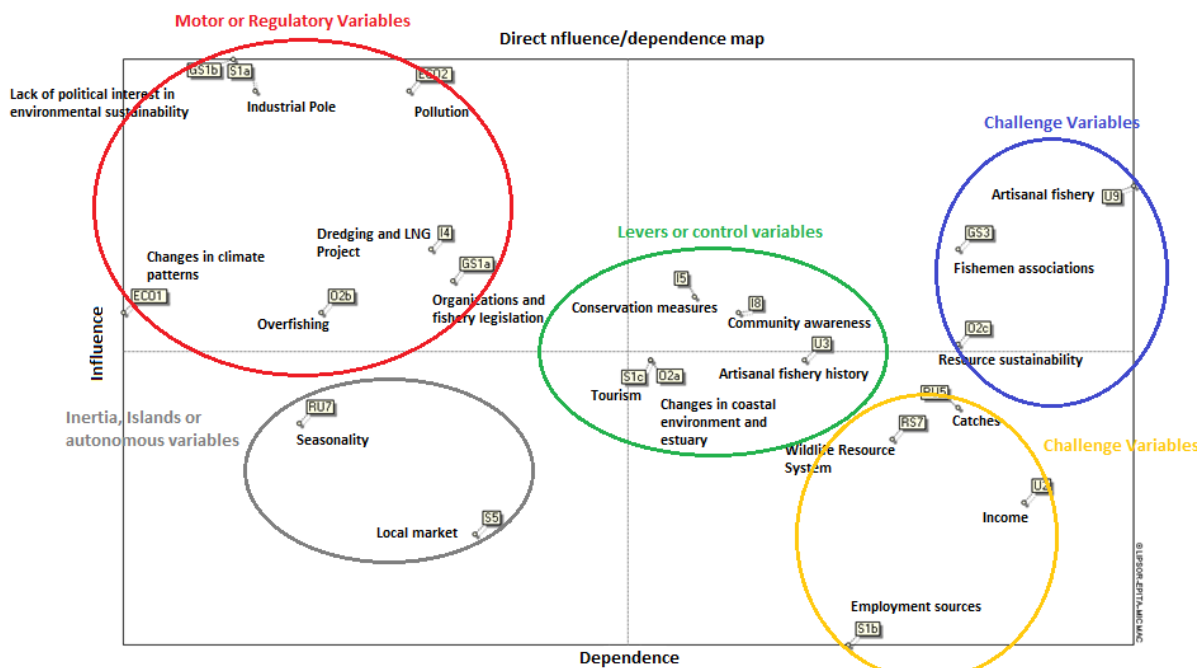 Motor or Regulatory Variables
Direct nfluence/dependence map
GS1b
S1a
ECO2
Lack of political interest in
environmental sustainability
Industrial Pole
Pollution
Challenge Variables
Artisanal fishery
U9
Levers or control variables
Dredging and LNG
Project
I4
GS3
Fishemen associations
Changes in climate
patterns
GS1a
I5
ECO1
O2b
Organizations and
fishery legislation
Conservation measures
I8
Overfishing
Community awareness
O2c
Influence
U3
Resource sustainability
Artisanal fishery history
S1c
O2a
Tourism
Changes in coastal
environment and
estuary
RU5
Catches
Inertia, Islands or
autonomous variables
RU7
Seasonality
RS7
Wildlife Resource
System
Challenge Variables
U2
Income
Local market
S5
Employment sources
S1b
Dependence
© LIPSOR-EPITA-MICMAC